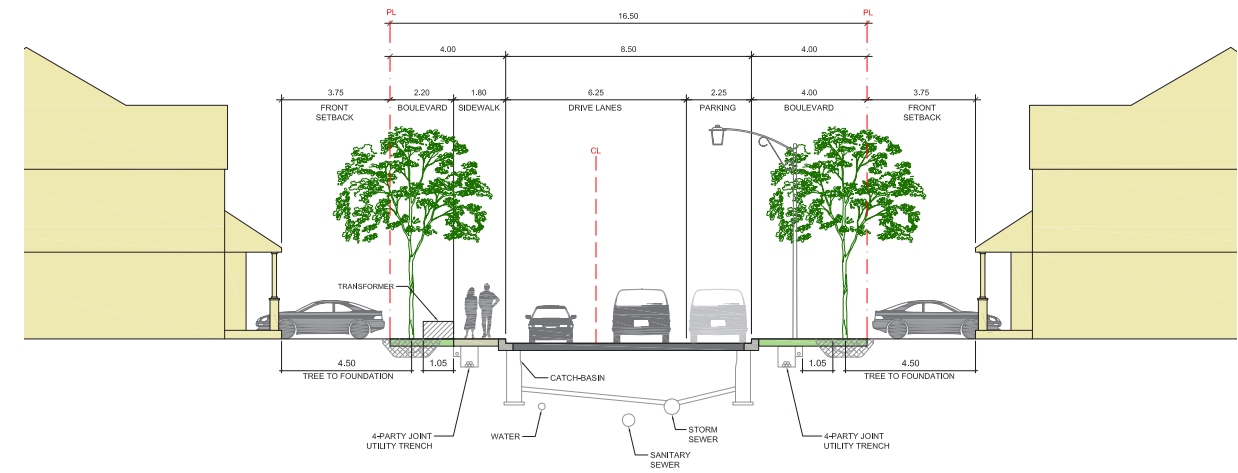 PL
PL
16.50
4.00
8.50
4.00
3.75
2.20
1.80
6.25
2.25
4.00
3.75
FRONT
SETBACK
BOULEVARD
SIDEWALK
DRIVE LANES
PARKING
BOULEVARD
FRONT
SETBACK
CL
TRANSFORMER
4.50
1.05
1.05
4.50
TREE TO FOUNDATION
TREE TO FOUNDATION
CATCH-BASIN
4-PARTY JOINT
UTILITY TRENCH
WATER
STORM
SEWER
SANITARY
SEWER
4-PARTY JOINT
UTILITY TRENCH